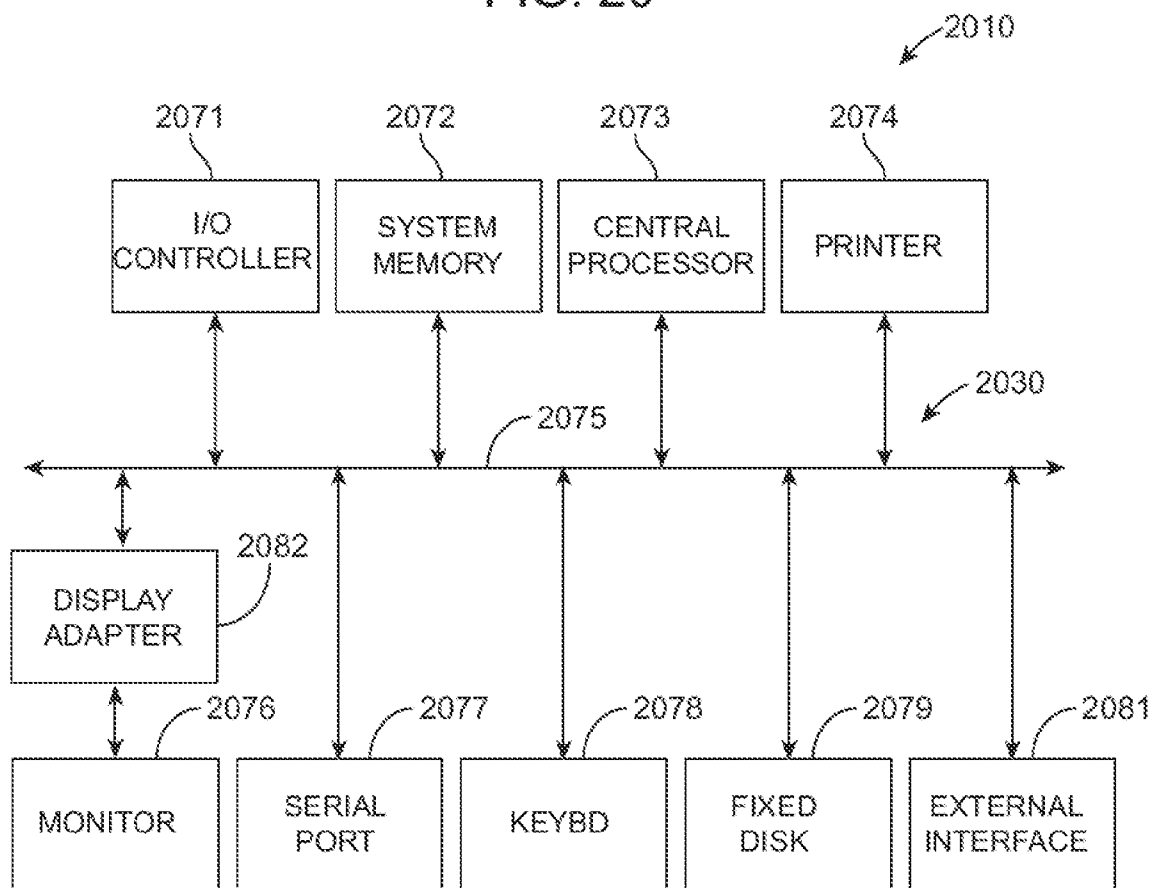 2010
2071
2072
2073
2074
I/O
CONTROLLER
SYSTEM
MEMORY
CENTRAL
PROCESSOR
PRINTER
2030
2075
2082
DISPLAY
ADAPTER
2076
2077
2078
2079
2081
MONITOR
SERIAL
PORT
KEYBD
FIXED
DISK
EXTERNAL
INTERFACE